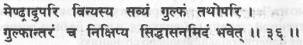 मेण्ढ्रादुपरि विन्यस्य सव्यं गुल्फं तथोपरि ।
गुल्फान्तरं च निक्षिप्य सिद्धासनमिदं भवेत् ।। ३६ ।।